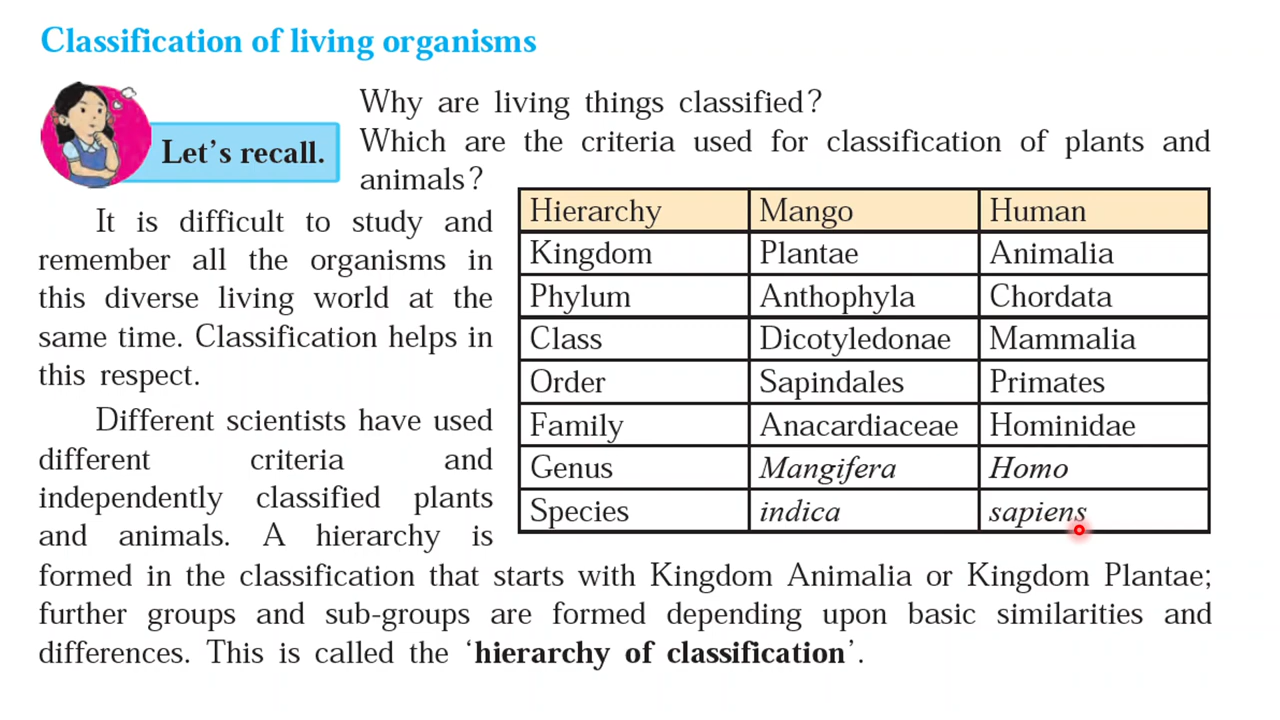 Classification of living organisms
Why are living things classified?
Let's recall.
Which are the criteria used for classification of plants and
animals?
It is difficult to study and
remember all the organisms in
this diverse living world at the
same time. Classification helps in
this respect.
Different scientists have used
different criteria and
independently classified plants
and animals. A hierarchy is
Hierarchy Mango Human
Kingdom Plantae Animalia
Phylum Anthophyla Chordata
Class Dicotyledonae Mammalia
Order Sapindales Primates
Family Anacardiaceae Hominidae
Genus Mangifera Homo
Species indica sapiens
formed in the classification that starts with Kingdom Animalia or Kingdom Plantae;
further groups and sub-groups are formed depending upon basic similarities and
differences. This is called the 'hierarchy of classification'.